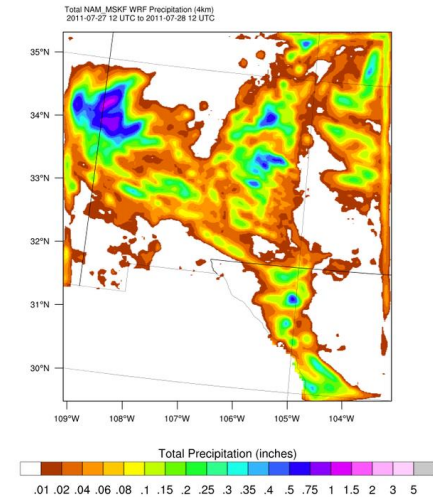 Total NAM_MSKF WRF Precipitation (4km)
2011-07-27 12 UTC to 2011-07-28 12 UTC
35°N
34°N
33°N
32°N
31°N
30°N
109°W 108°W 107°W 106°W 105°W 104°W
Total Precipitation (inches)
.01 .02 .04 .06 .08 .1 .15 .2 .25 .3 .35 .4 .5 .75 1 1.5 2 3 5